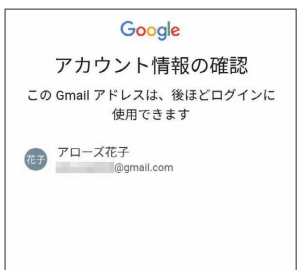 Google
アカウント情報の確認
この Gmail アドレスは、後ほどログインに
使用できます
花子
アローズ花子
@gmail.com